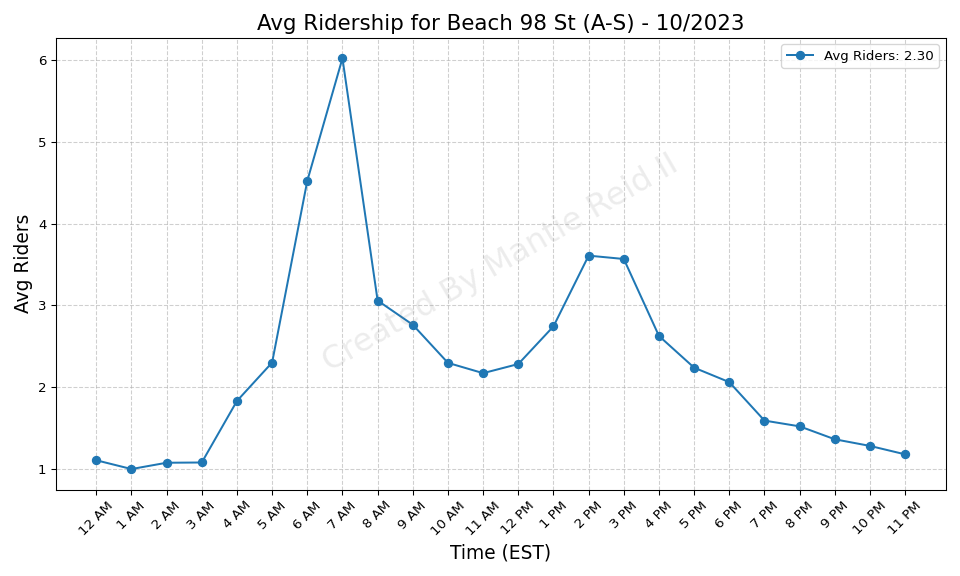 Avg Ridership for Beach 98 St (A-S) - 10/2023
Avg Riders: 2.30
Avg Riders
6
5
4
3
2
1
Created By Mantie Reid II
12 AM
1 AM
2 AM
3 AM
4 AM
5 AM
6 AM
7 AM
8 AM
9 AM
10 AM
11 AM
12 PM
1 PM
2 PM
3 PM
4 PM
5 PM
6 PM
7 PM
8 PM
9 PM
10 PM
11 PM
Time (EST)